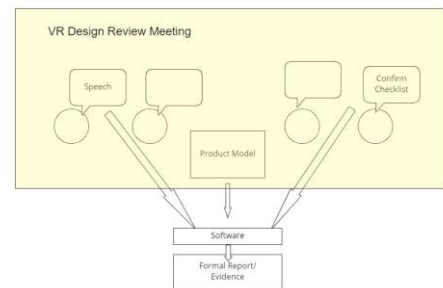 VR Design Review Meeting
Speech
Confirm
Checklist
Product Model
Software
Formal Report/
Evidence